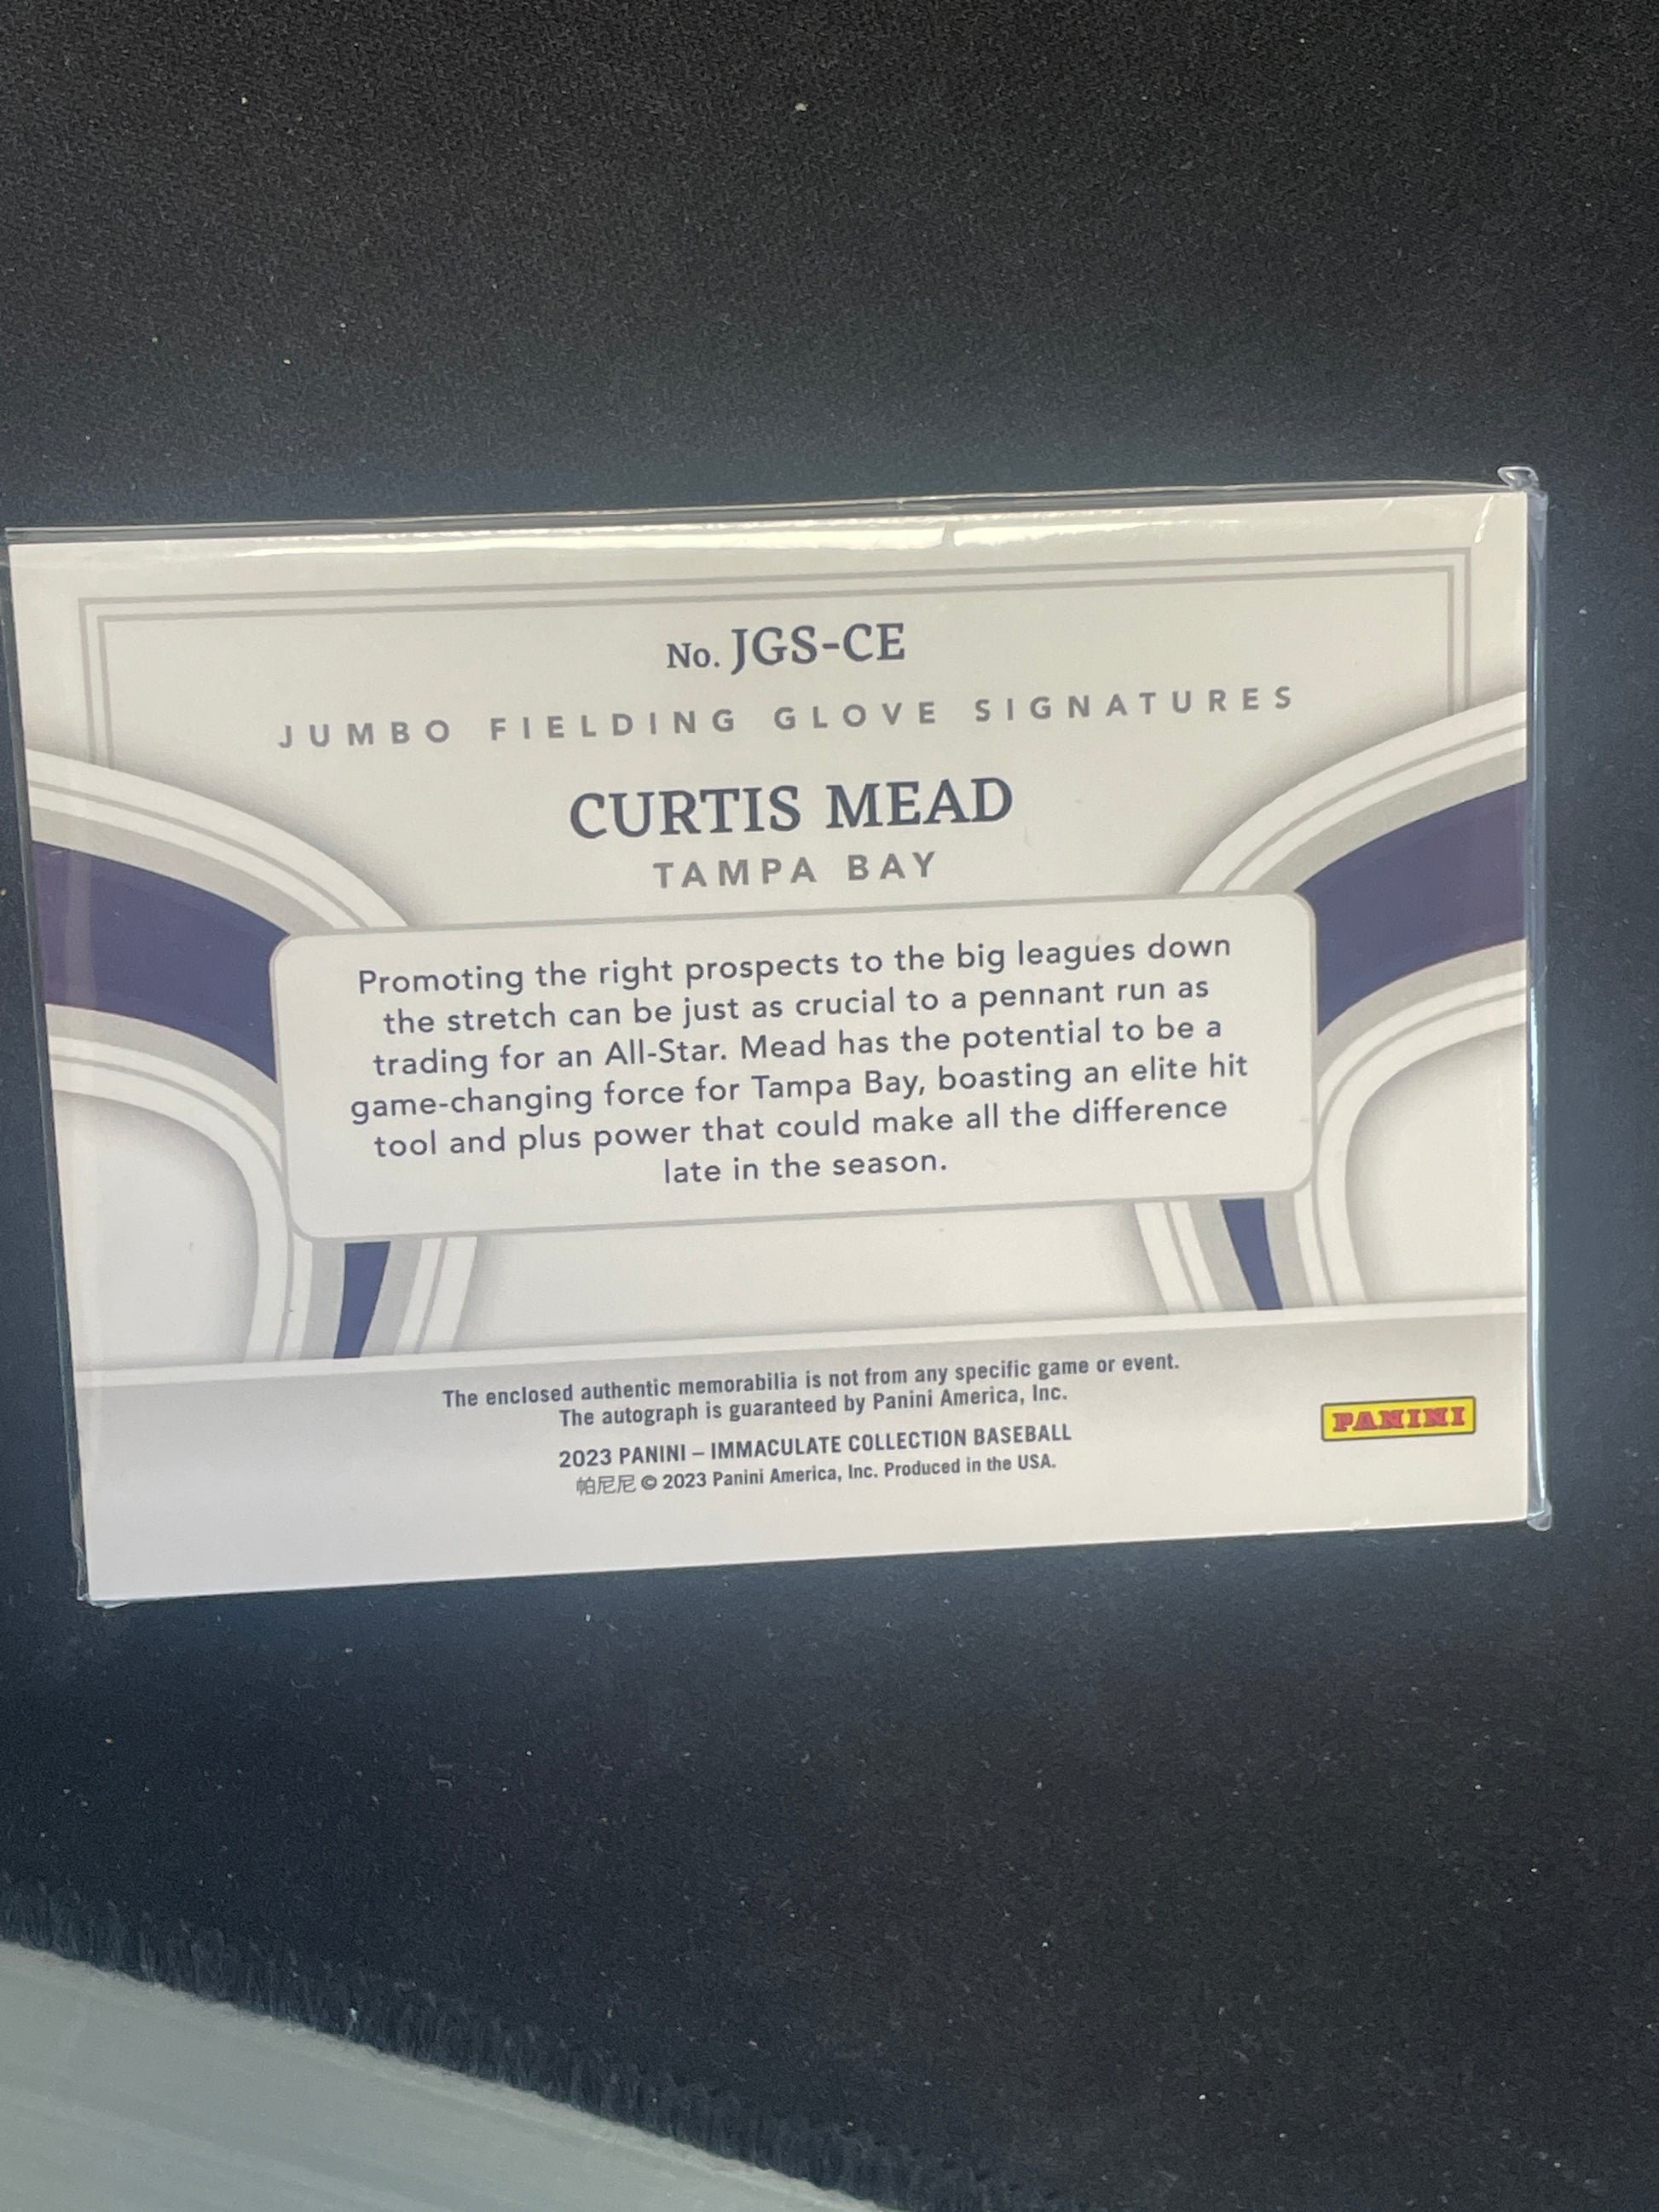 No. JGS-CE
JUMBO FIELDING GLOVE SIGNATURES
CURTIS MEAD
TAMPA BAY
Promoting the right prospects to the big leagues down
the stretch can be just as crucial to a pennant run as
trading for an All-Star. Mead has the potential to be a
game-changing force for Tampa Bay, boasting an elite hit
tool and plus power that could make all the difference
late in the season.
The enclosed authentic memorabilia is not from any specific game or event.
The autograph is guaranteed by Panini America, Inc.
2023 PANINI – IMMACULATE COLLECTION BASEBALL
帕尼尼 © 2023 Panini America, Inc. Produced in the USA.
PANINI